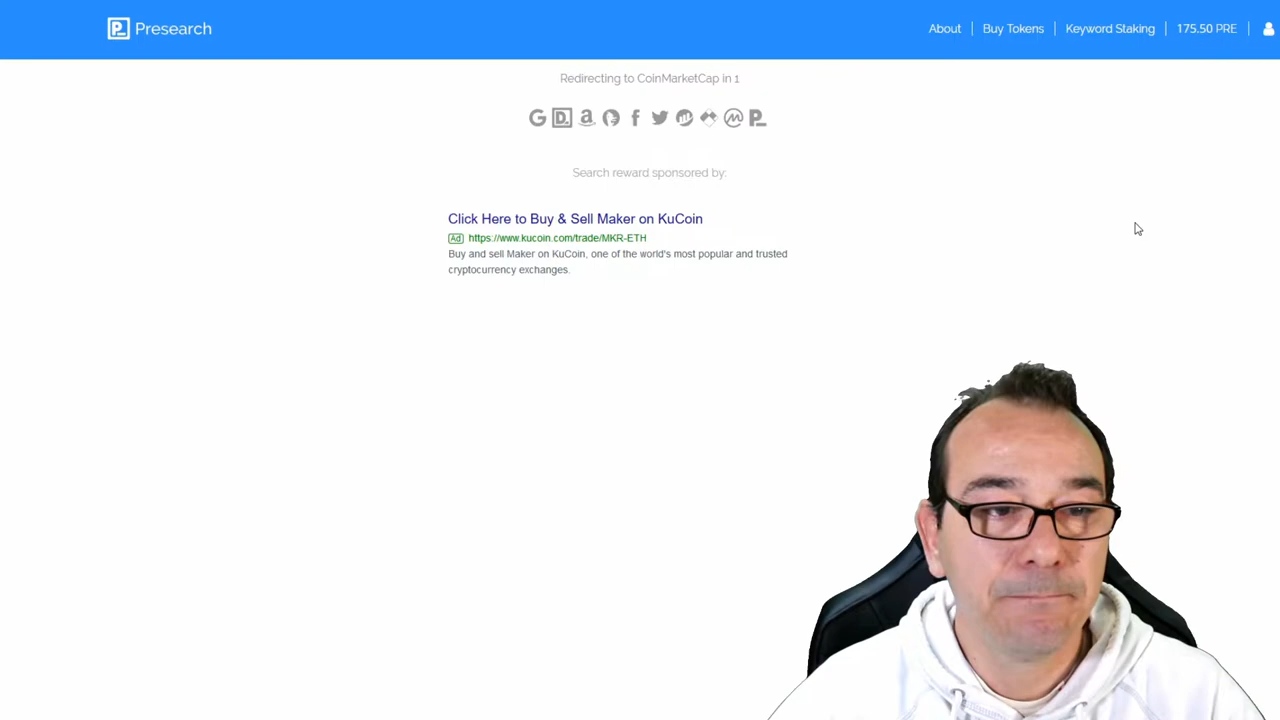 Presearch
About
Buy Tokens
Keyword Staking
175.50 PRE
Redirecting to CoinMarketCap in 1
Search reward sponsored by:
Click Here to Buy & Sell Maker on KuCoin
Ad https://www.kucoin.com/trade/MKR-ETH
Buy and sell Maker on KuCoin, one of the world's most popular and trusted
cryptocurrency exchanges.